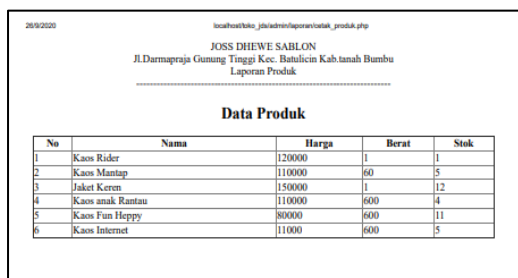 26/9/2020 localhost/toko_jds/admin/laporan/cetak_produk.php
JOSS DHEWE SABLON
Jl.Darmapraja Gunung Tinggi Kec. Batulicin Kab.tanah Bumbu
Laporan Produk
Data Produk
No Nama Harga Berat Stok
1 Kaos Rider 120000 1 1
2 Kaos Mantap 110000 60 5
3 Jaket Keren 150000 1 12
4 Kaos anak Rantau 110000 600 4
5 Kaos Fun Heppy 80000 600 11
6 Kaos Internet 11000 600 5